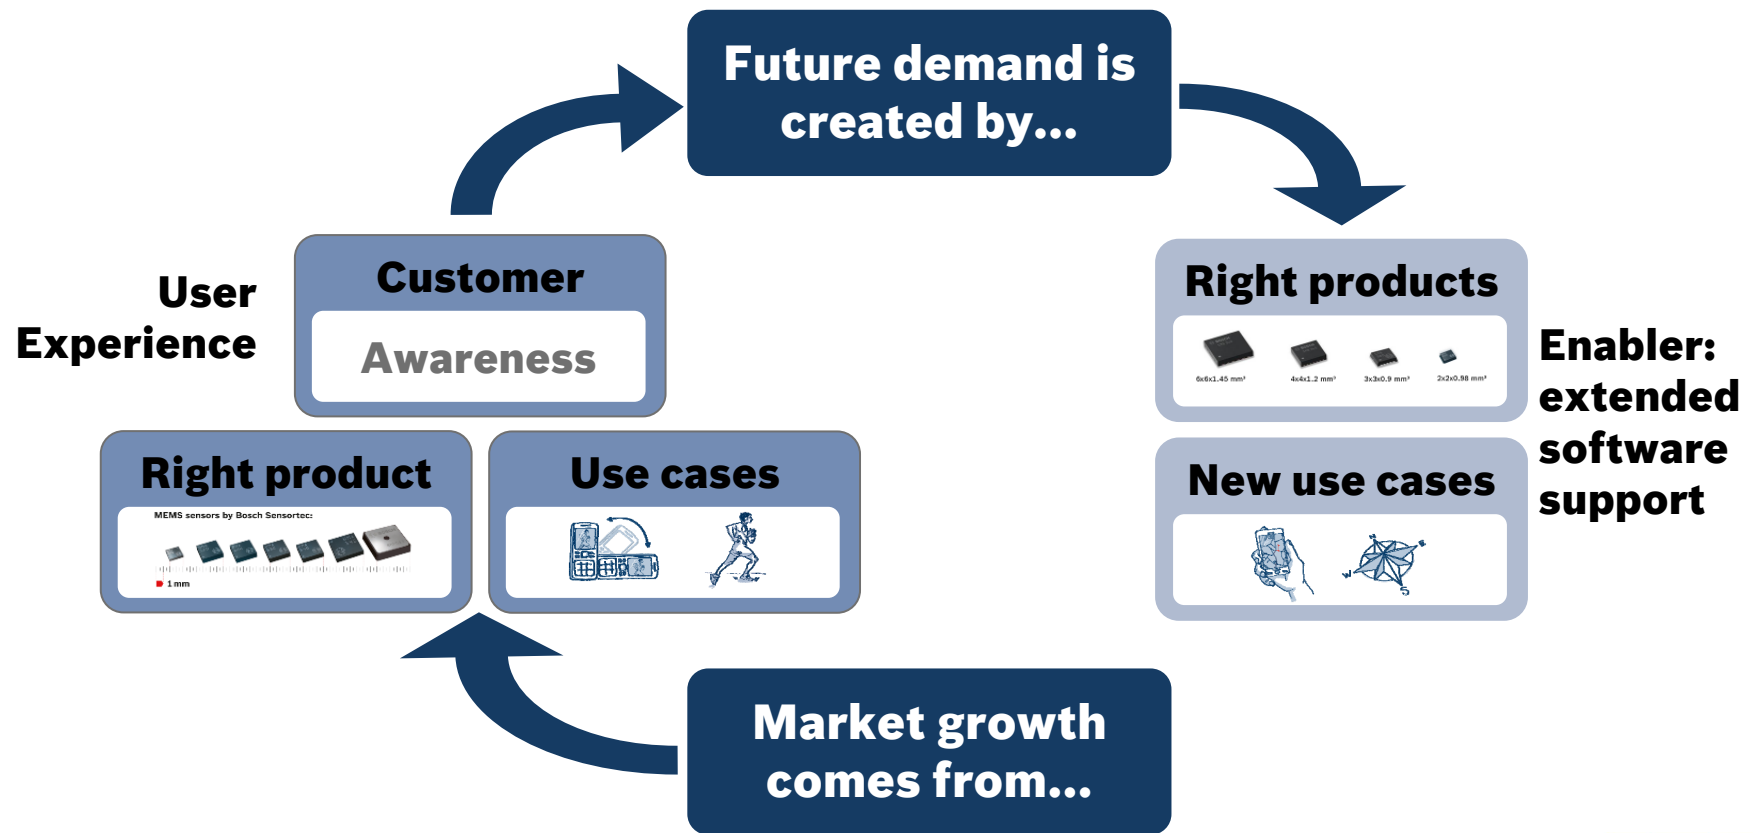 Future demand is
created by...
User
Experience
Customer
Awareness
Right product
MEMS sensors by Bosch Sensortec:
1 mm
Use cases
Right products
6x6x1.45 mm³
4x4x1.2 mm³
3x3x0.9 mm³
2x2x0.98 mm³
New use cases
W
S
Enabler:
extended
software
support
Market growth
comes from...